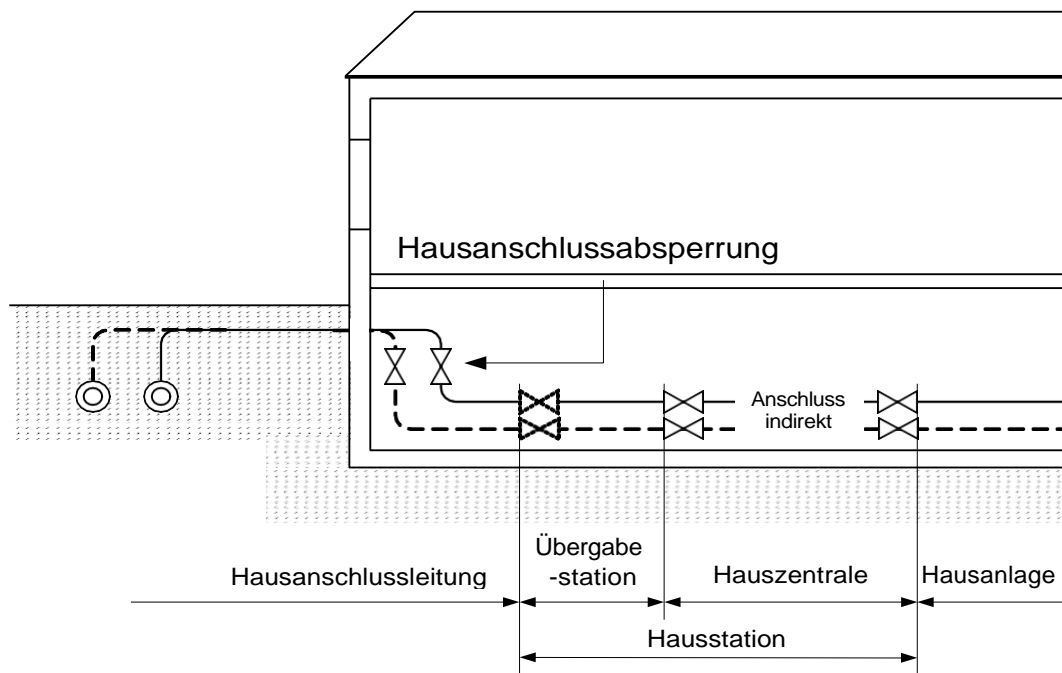 Hausanschlussabsperrung
Anschluss
indirekt
Übergabe
-station
Hausanschlussleitung
Hauszentrale
Hausanlage
Hausstation